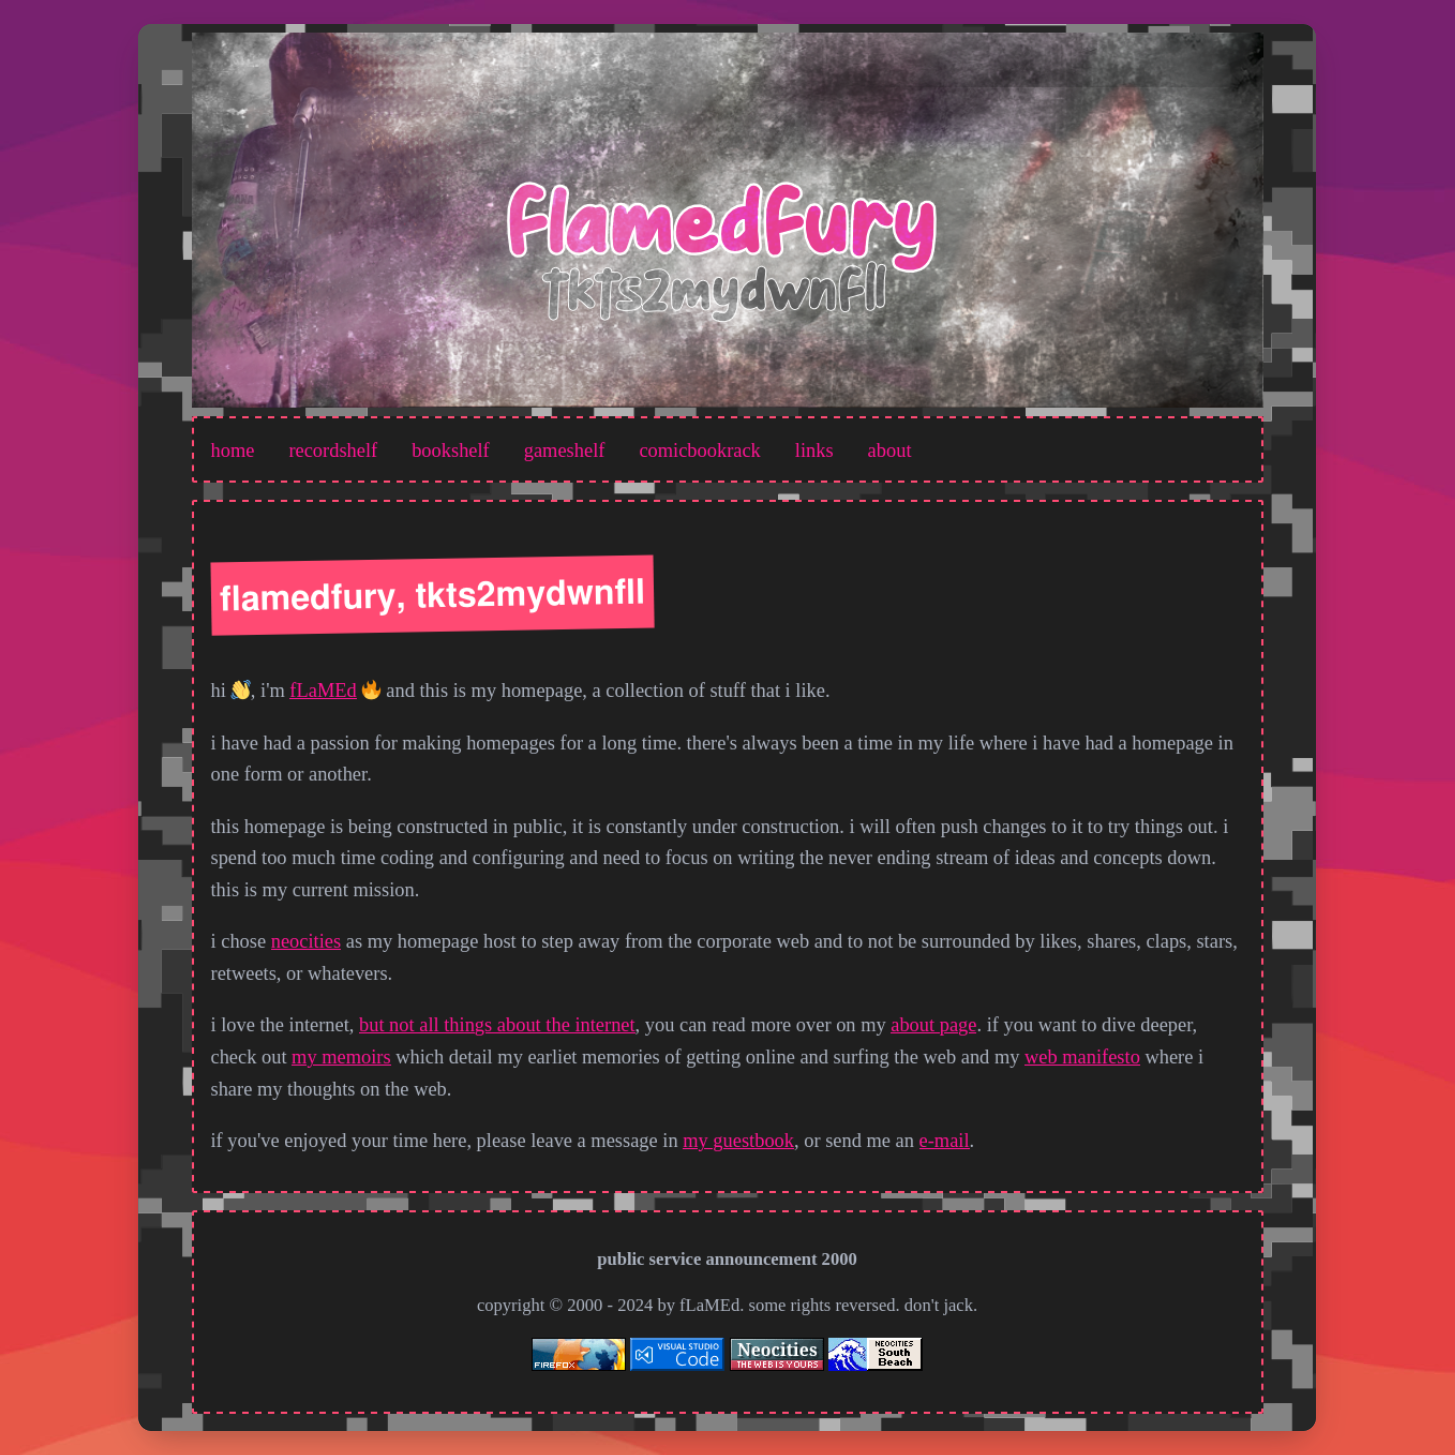 FlamedFury
tkts2mydwnfll
home recordshelf bookshelf gameshelf comicbookrack links about
flamedfury, tkts2mydwnfll
hi 👋, i'm fLaMEd 🔥 and this is my homepage, a collection of stuff that i like.
i have had a passion for making homepages for a long time. there's always been a time in my life where i have had a homepage in
one form or another.
this homepage is being constructed in public, it is constantly under construction. i will often push changes to it to try things out. i
spend too much time coding and configuring and need to focus on writing the never ending stream of ideas and concepts down.
this is my current mission.
i chose neocities as my homepage host to step away from the corporate web and to not be surrounded by likes, shares, claps, stars,
retweets, or whatevers.
i love the internet, but not all things about the internet, you can read more over on my about page. if you want to dive deeper,
check out my memoirs which detail my earliet memories of getting online and surfing the web and my web manifesto where i
share my thoughts on the web.
if you've enjoyed your time here, please leave a message in my guestbook, or send me an e-mail.
public service announcement 2000
copyright © 2000 - 2024 by fLaMEd. some rights reversed. don't jack.
FIREFOX
VISUAL STUDIO
Code
Neocities
THE WEB IS YOURS
NEOCITIES
South
Beach